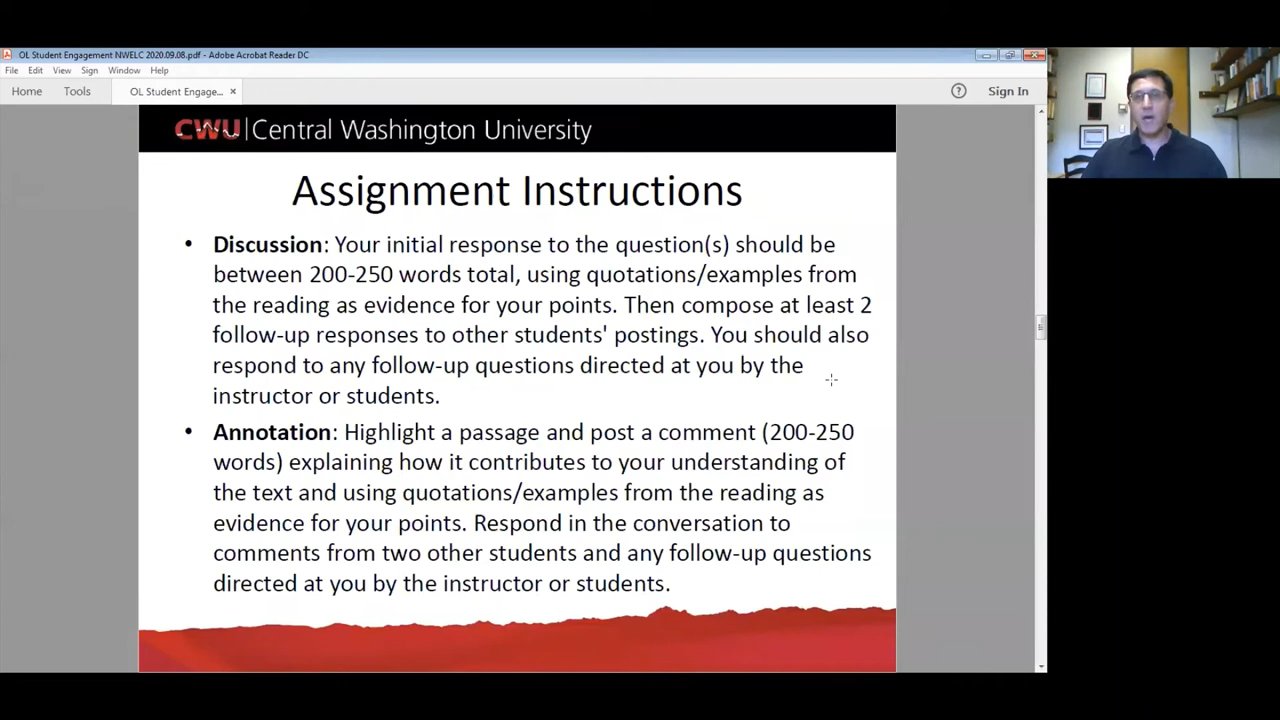 OL Student Engagement NWELC 2020.09.08.pdf - Adobe Acrobat Reader DC
File Edit View Sign Window Help
Home Tools OL Student Engage... × ? Sign In
CWU | Central Washington University
Assignment Instructions
• Discussion: Your initial response to the question(s) should be
between 200-250 words total, using quotations/examples from
the reading as evidence for your points. Then compose at least 2
follow-up responses to other students' postings. You should also
respond to any follow-up questions directed at you by the
instructor or students.
• Annotation: Highlight a passage and post a comment (200-250
words) explaining how it contributes to your understanding of
the text and using quotations/examples from the reading as
evidence for your points. Respond in the conversation to
comments from two other students and any follow-up questions
directed at you by the instructor or students.